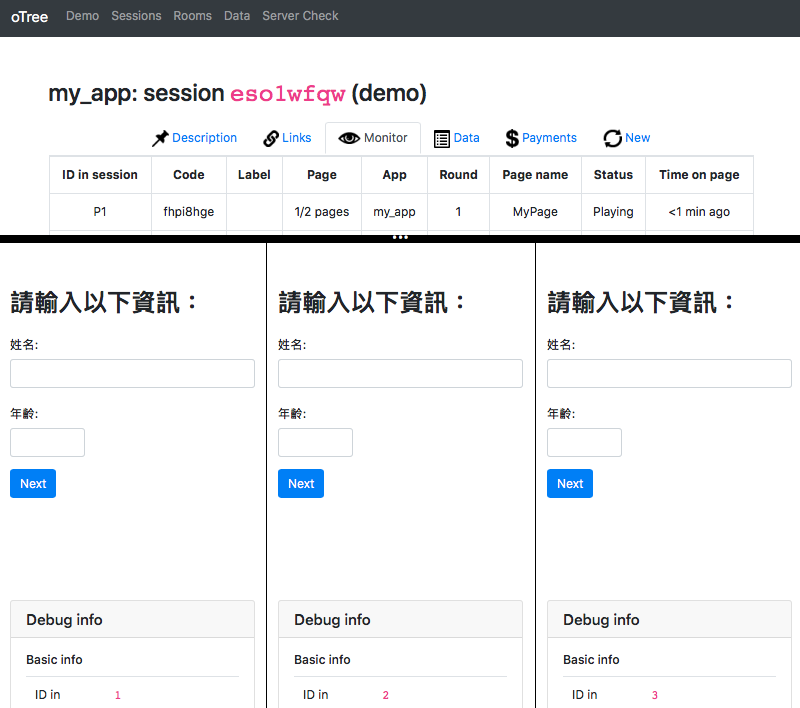 oTree Demo Sessions Rooms Data Server Check
my_app: session eso1wfqw (demo)
Description Links Monitor Data Payments New
ID in session Code Label Page App Round Page name Status Time on page
P1 fhpi8hge 1/2 pages my_app 1 MyPage Playing <1 min ago
請輸入以下資訊：
姓名:
年齡:
Next
Debug info
Basic info
ID in 1
請輸入以下資訊：
姓名:
年齡:
Next
Debug info
Basic info
ID in 2
請輸入以下資訊：
姓名:
年齡:
Next
Debug info
Basic info
ID in 3